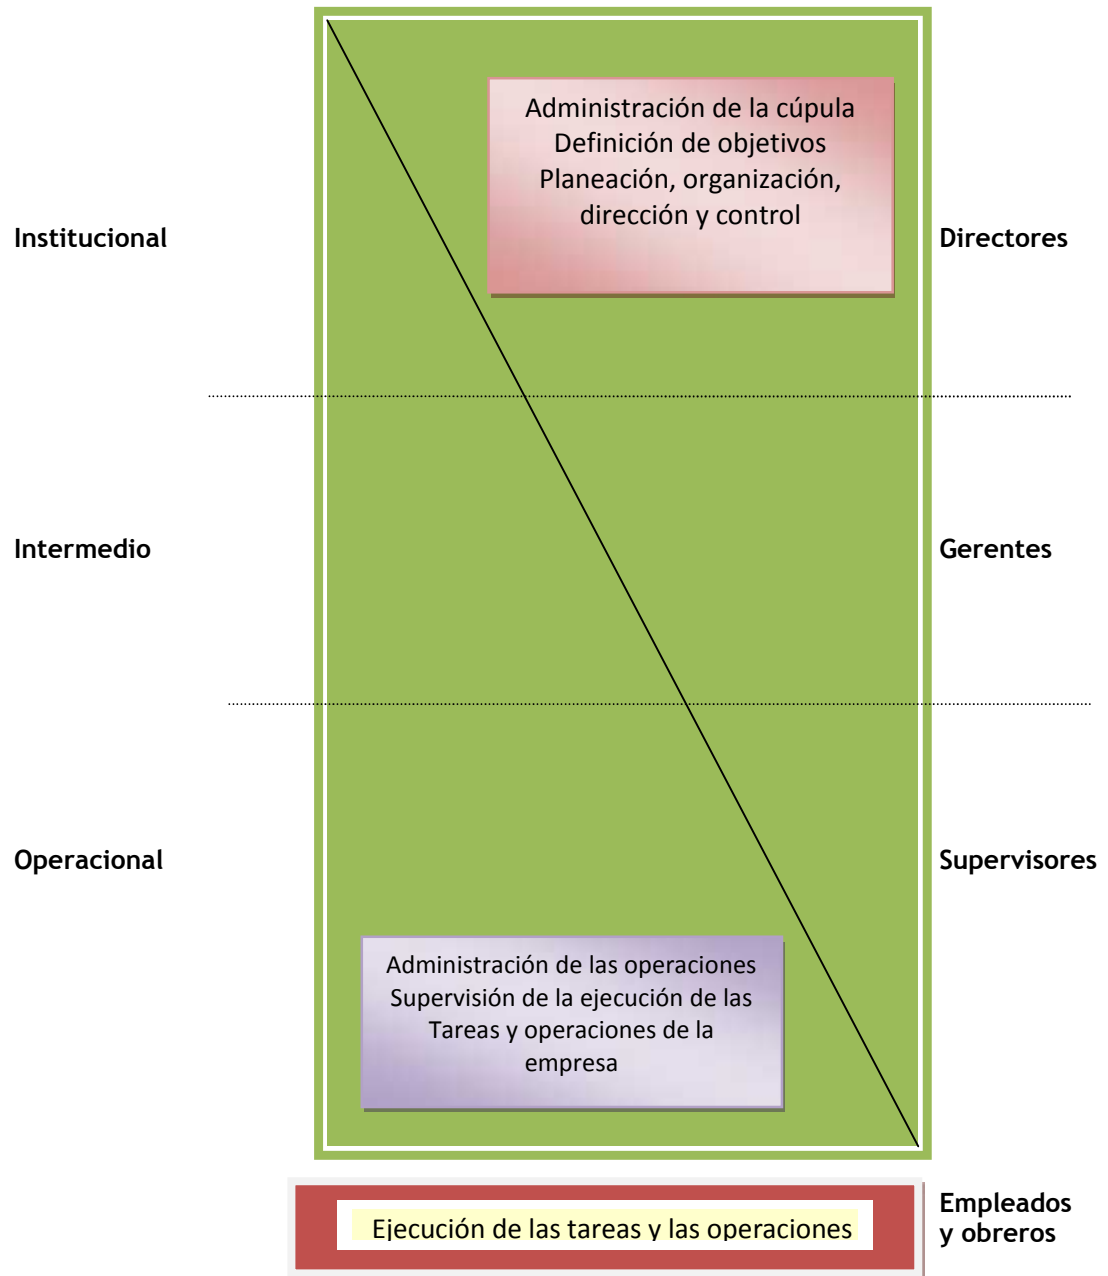 Administración de la cúpula
Definición de objetivos
Planeación, organización,
dirección y control
Institucional
Directores
Intermedio
Gerentes
Operacional
Supervisores
Administración de las operaciones
Supervisión de la ejecución de las
Tareas y operaciones de la
empresa
Ejecución de las tareas y las operaciones
Empleados
y obreros